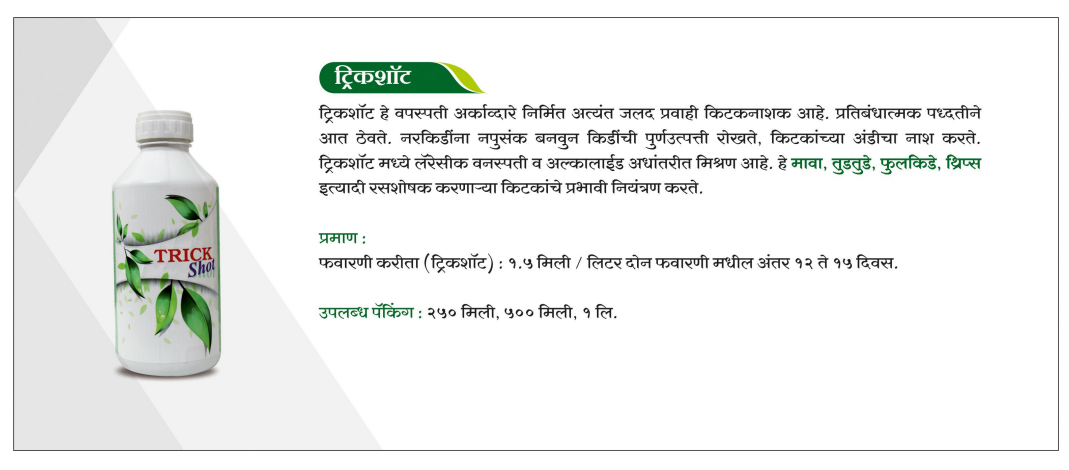 ट्रिकशॉट
ट्रिकशॉट हे वपस्पती अर्काव्दारे निर्मित अत्यंत जलद प्रवाही किटकनाशक आहे. प्रतिबंधात्मक पध्दतीने
आत ठेवते. नरकिडींना नपुसंक बनवुन किडींची पुर्णउत्पत्ती रोखते, किटकांच्या अंडीचा नाश करते.
ट्रिकशॉट मध्ये लॅरेसीक वनस्पती व अल्कालाईड अधांतरीत मिश्रण आहे. हे मावा, तुडतुडे, फुलकिडे, थ्रिप्स
इत्यादी रसशोषक करणाऱ्या किटकांचे प्रभावी नियंत्रण करते.
प्रमाण :
फवारणी करीता (ट्रिकशॉट) : १.५ मिली / लिटर दोन फवारणी मधील अंतर १२ ते १५ दिवस.
उपलब्ध पॅकिंग : २५० मिली, ५०० मिली, १ लि.
TRICK
Shot